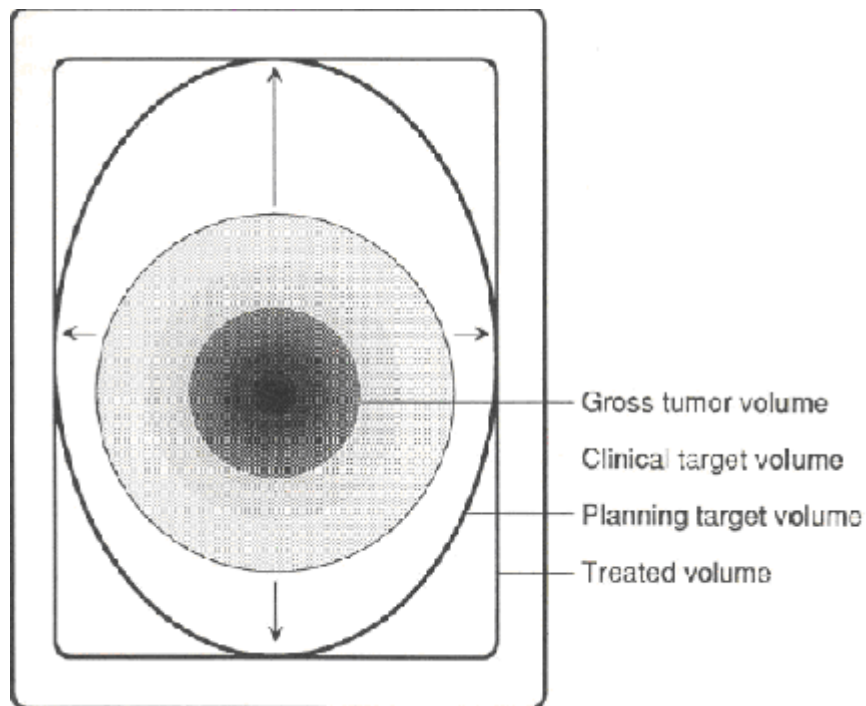 Gross tumor volume
Clinical target volume
Planning target volume
Treated volume